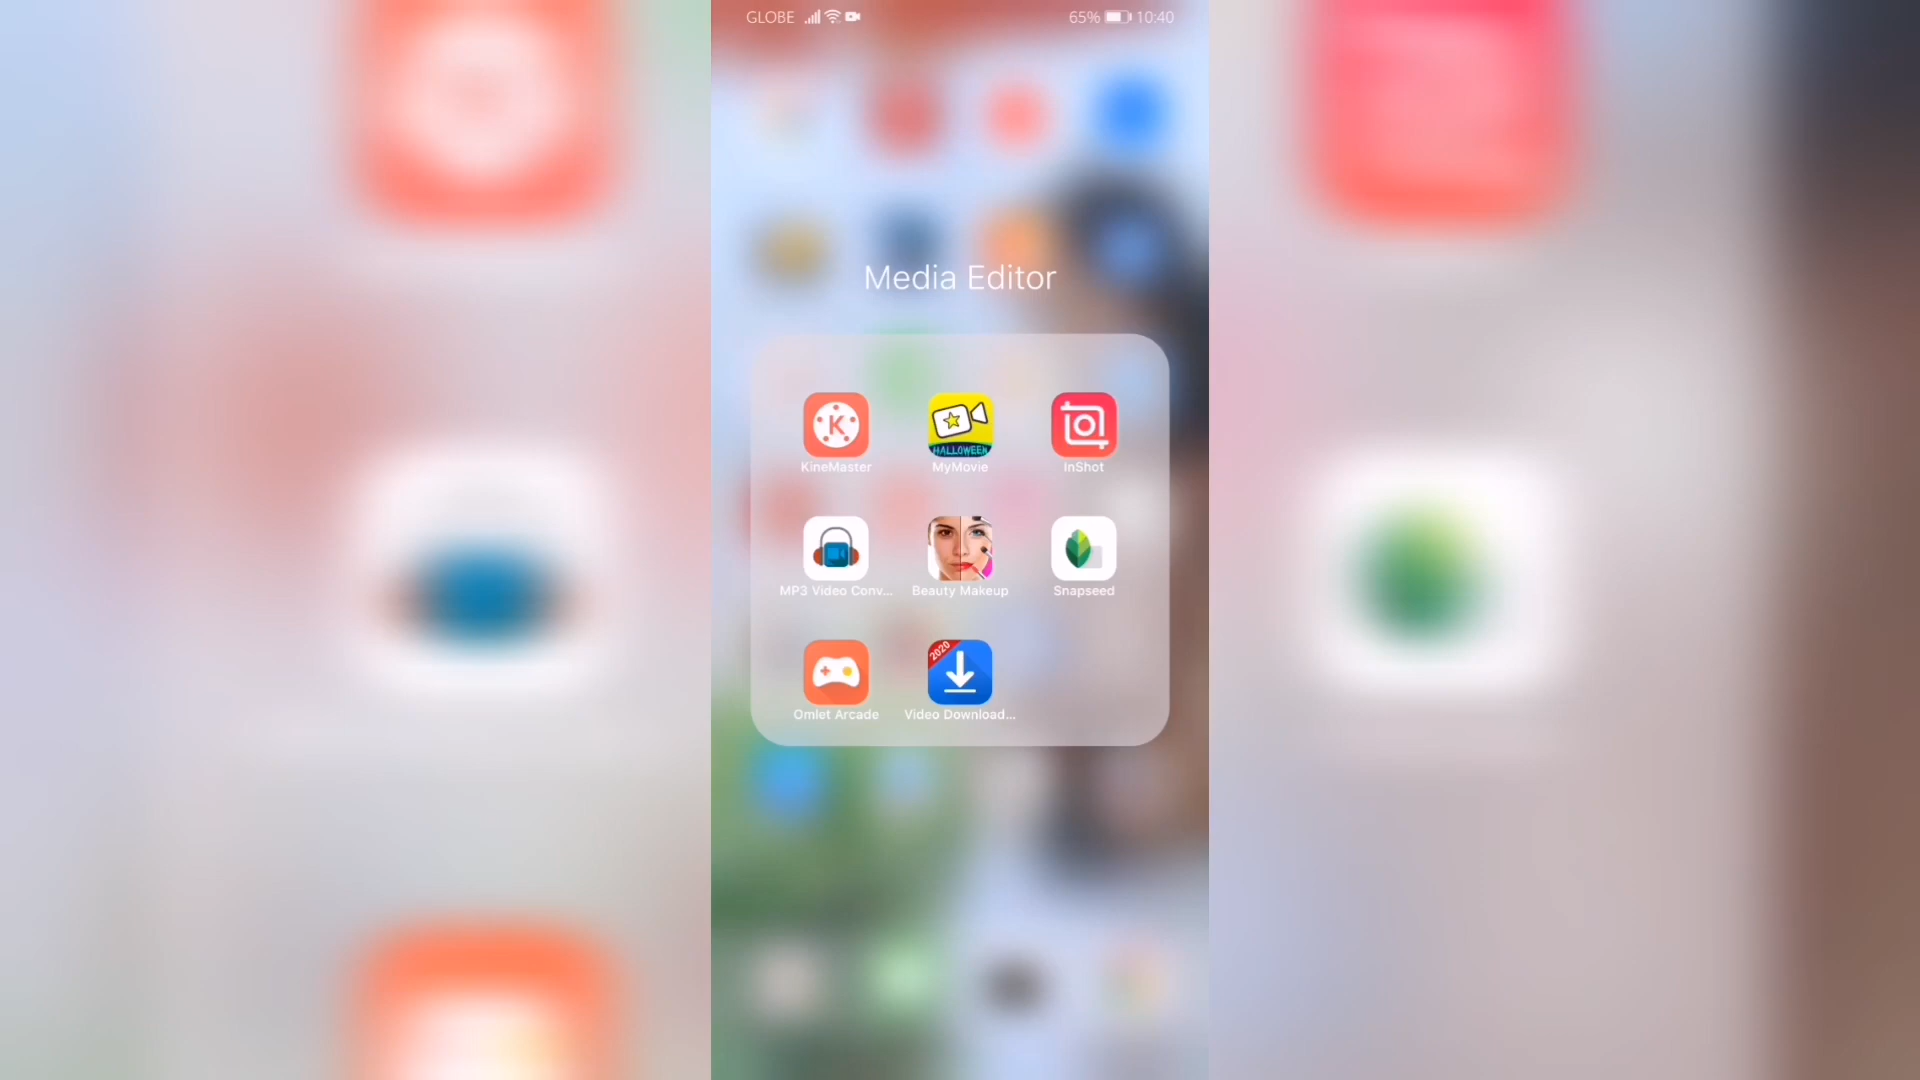 GLOBE 65% 10:40
Media Editor
K
HALLOWEEN
KineMaster MyMovie InShot
MP3 Video Conv... Beauty Makeup Snapseed
2020
Omlet Arcade Video Download...